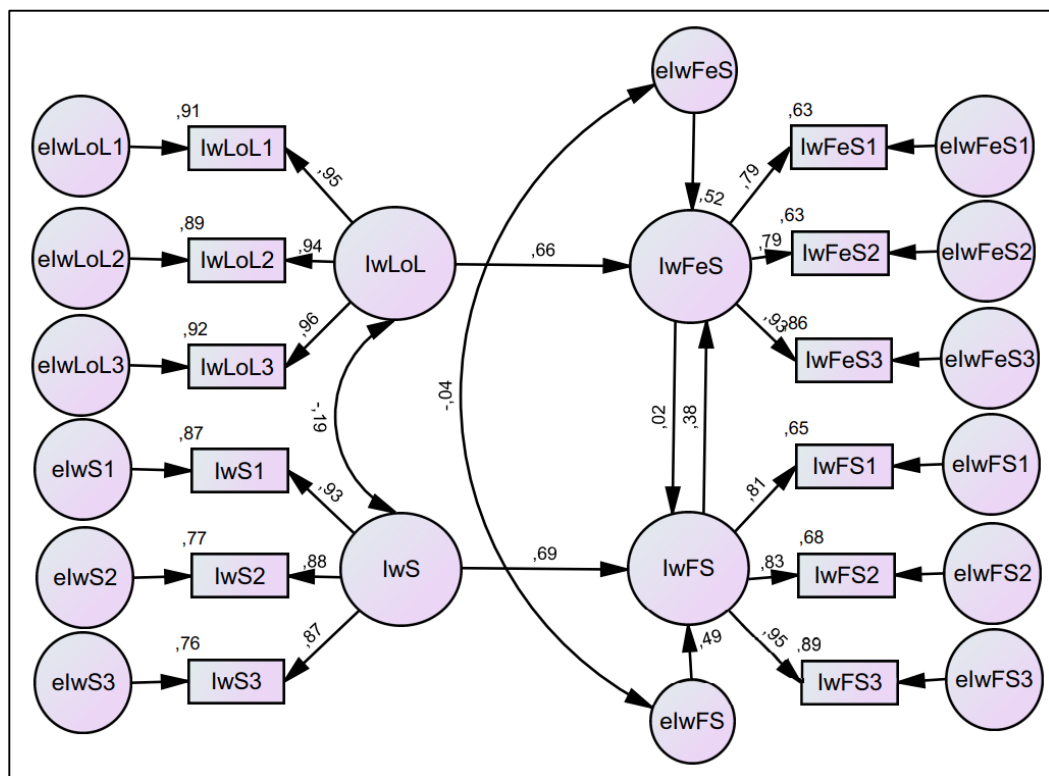 eIwFeS
,91
,63
eIwLoL1
IwLoL1
IwFeS1
eIwFeS1
,95
,79
,52
,89
,63
eIwLoL2
IwLoL2
,94
IwLoL
,66
IwFeS
,79
IwFeS2
eIwFeS2
,92
,96
,93
,86
eIwLoL3
IwLoL3
IwFeS3
eIwFeS3
-,19
-,04
,02
,38
,87
,65
eIwS1
IwS1
IwFS1
eIwFS1
,93
,81
,77
,68
eIwS2
IwS2
,88
IwS
,69
IwFS
,83
IwFS2
eIwFS2
,76
,87
,49
,95
,89
eIwS3
IwS3
IwFS3
eIwFS3
eIwFS